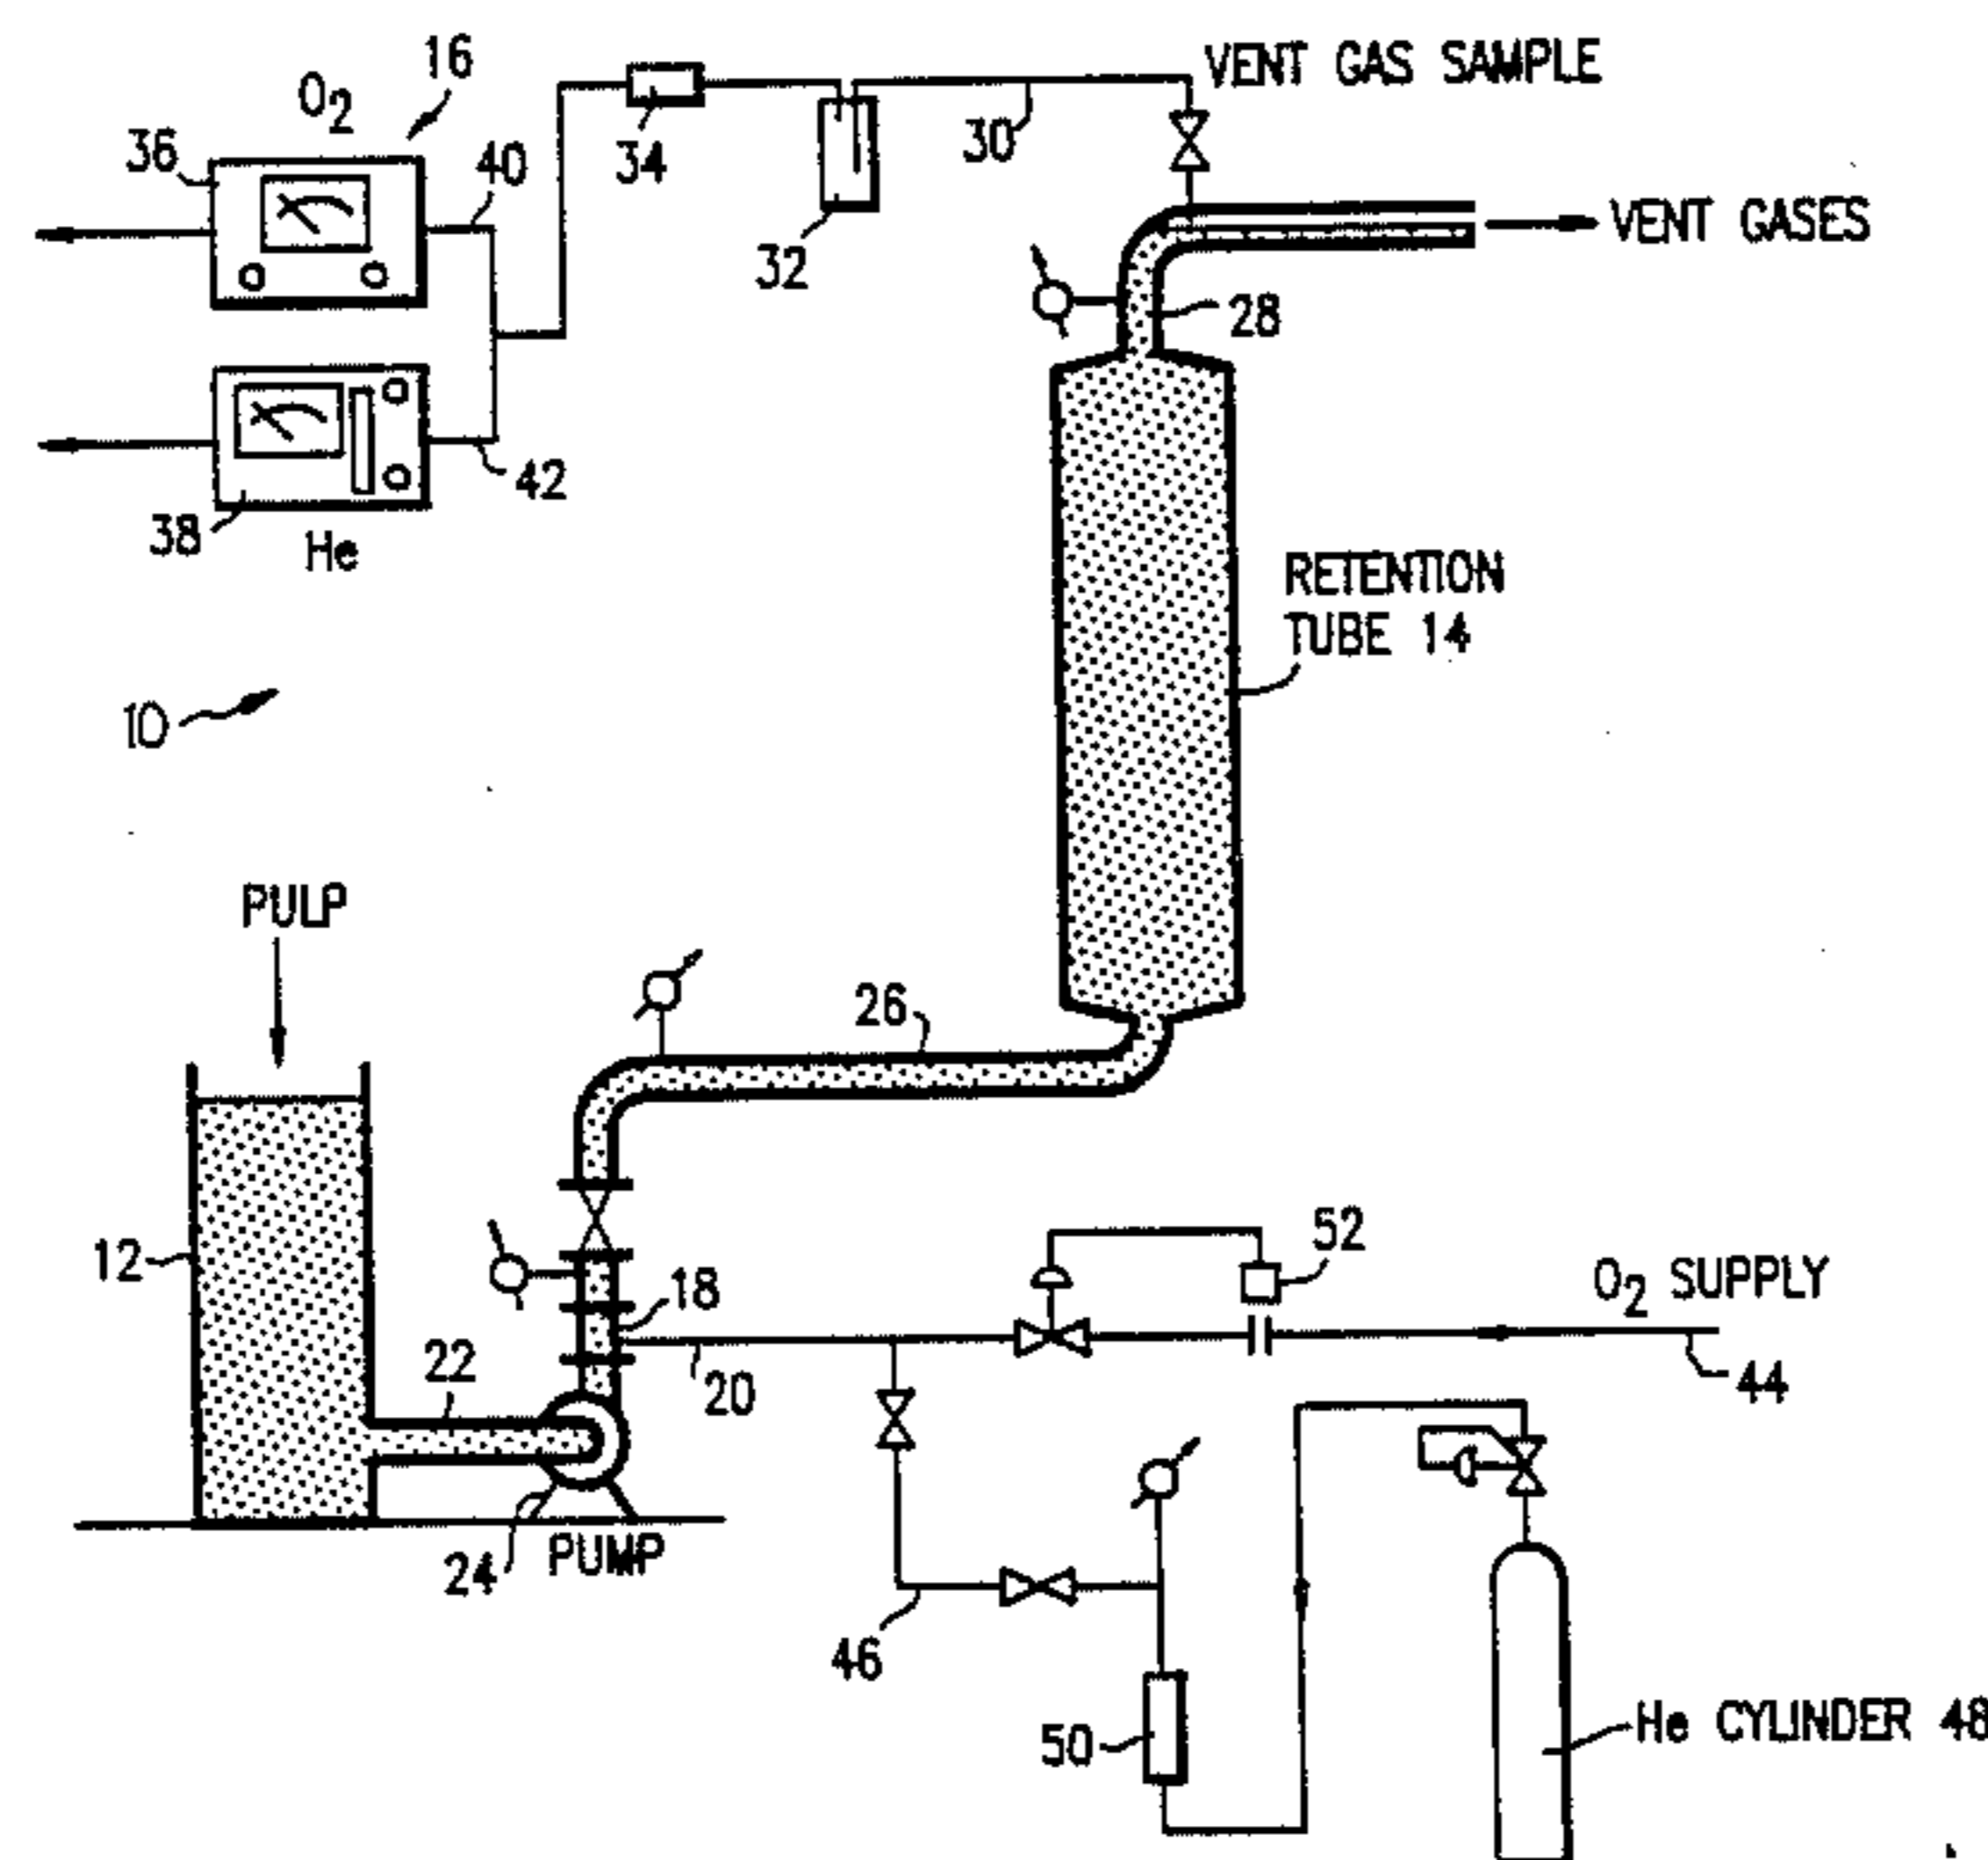 16
VENT GAS SAMPLE
O2
36
40
34
30
32
VENT GASES
28
42
38
He
RETENTION
TUBE 14
10
PULP
26
12
52
18
O2 SUPPLY
22
20
44
24
PUMP
46
50
He CYLINDER 48